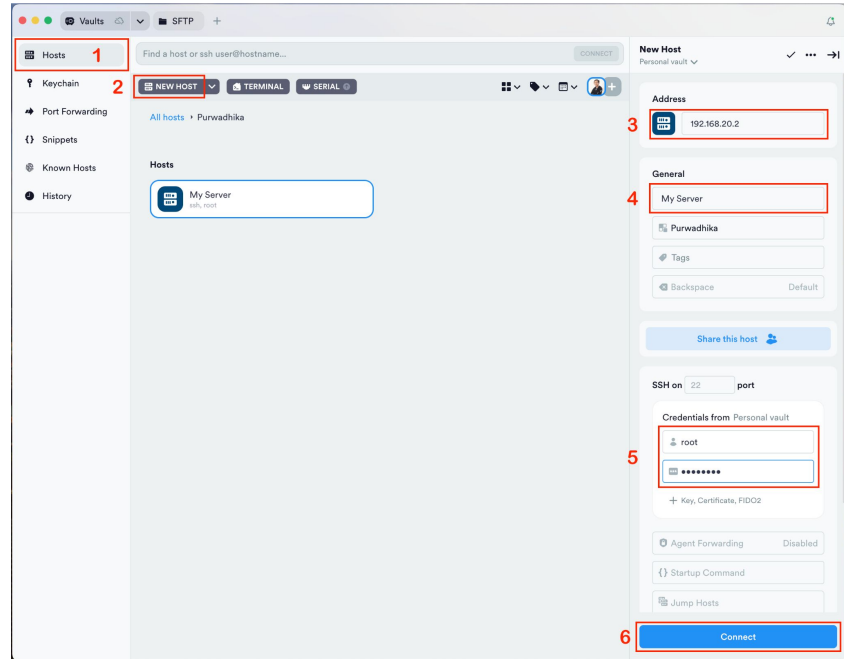 Vaults
SFTP
Hosts
1
Keychain
Port Forwarding
Snippets
Known Hosts
History
Find a host or ssh user@hostname...
CONNECT
2
NEW HOST
TERMINAL
SERIAL
All hosts › Purwadhika
Hosts
My Server
ssh, root
New Host
Personal vault
Address
3
192.168.20.2
General
4
My Server
Purwadhika
Tags
Backspace Default
Share this host
SSH on 22 port
Credentials from Personal vault
5
root
••••••••
+ Key, Certificate, FIDO2
Agent Forwarding Disabled
{} Startup Command
Jump Hosts
6
Connect